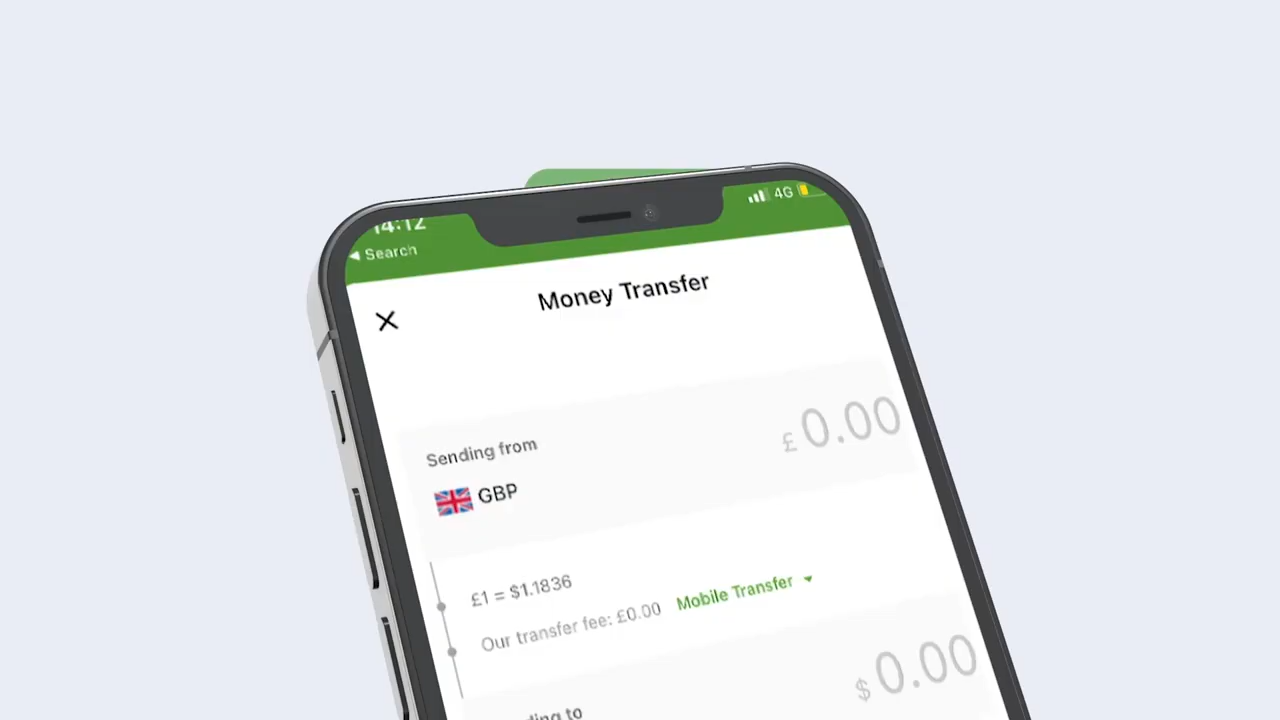 14:12
4G
◀ Search
Money Transfer
Sending from
£ 0.00
GBP
£1 = $1.1836
Our transfer fee: £0.00 Mobile Transfer
$ 0.00
to